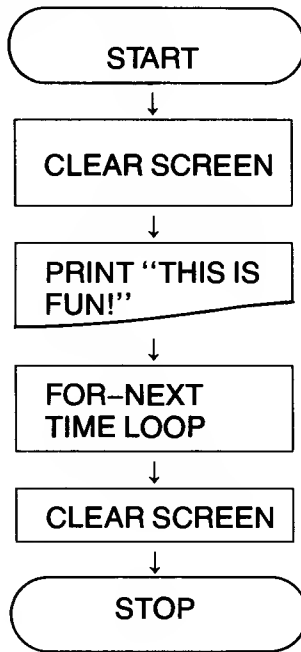 START
CLEAR SCREEN
PRINT “THIS IS
FUN!”
FOR–NEXT
TIME LOOP
CLEAR SCREEN
STOP